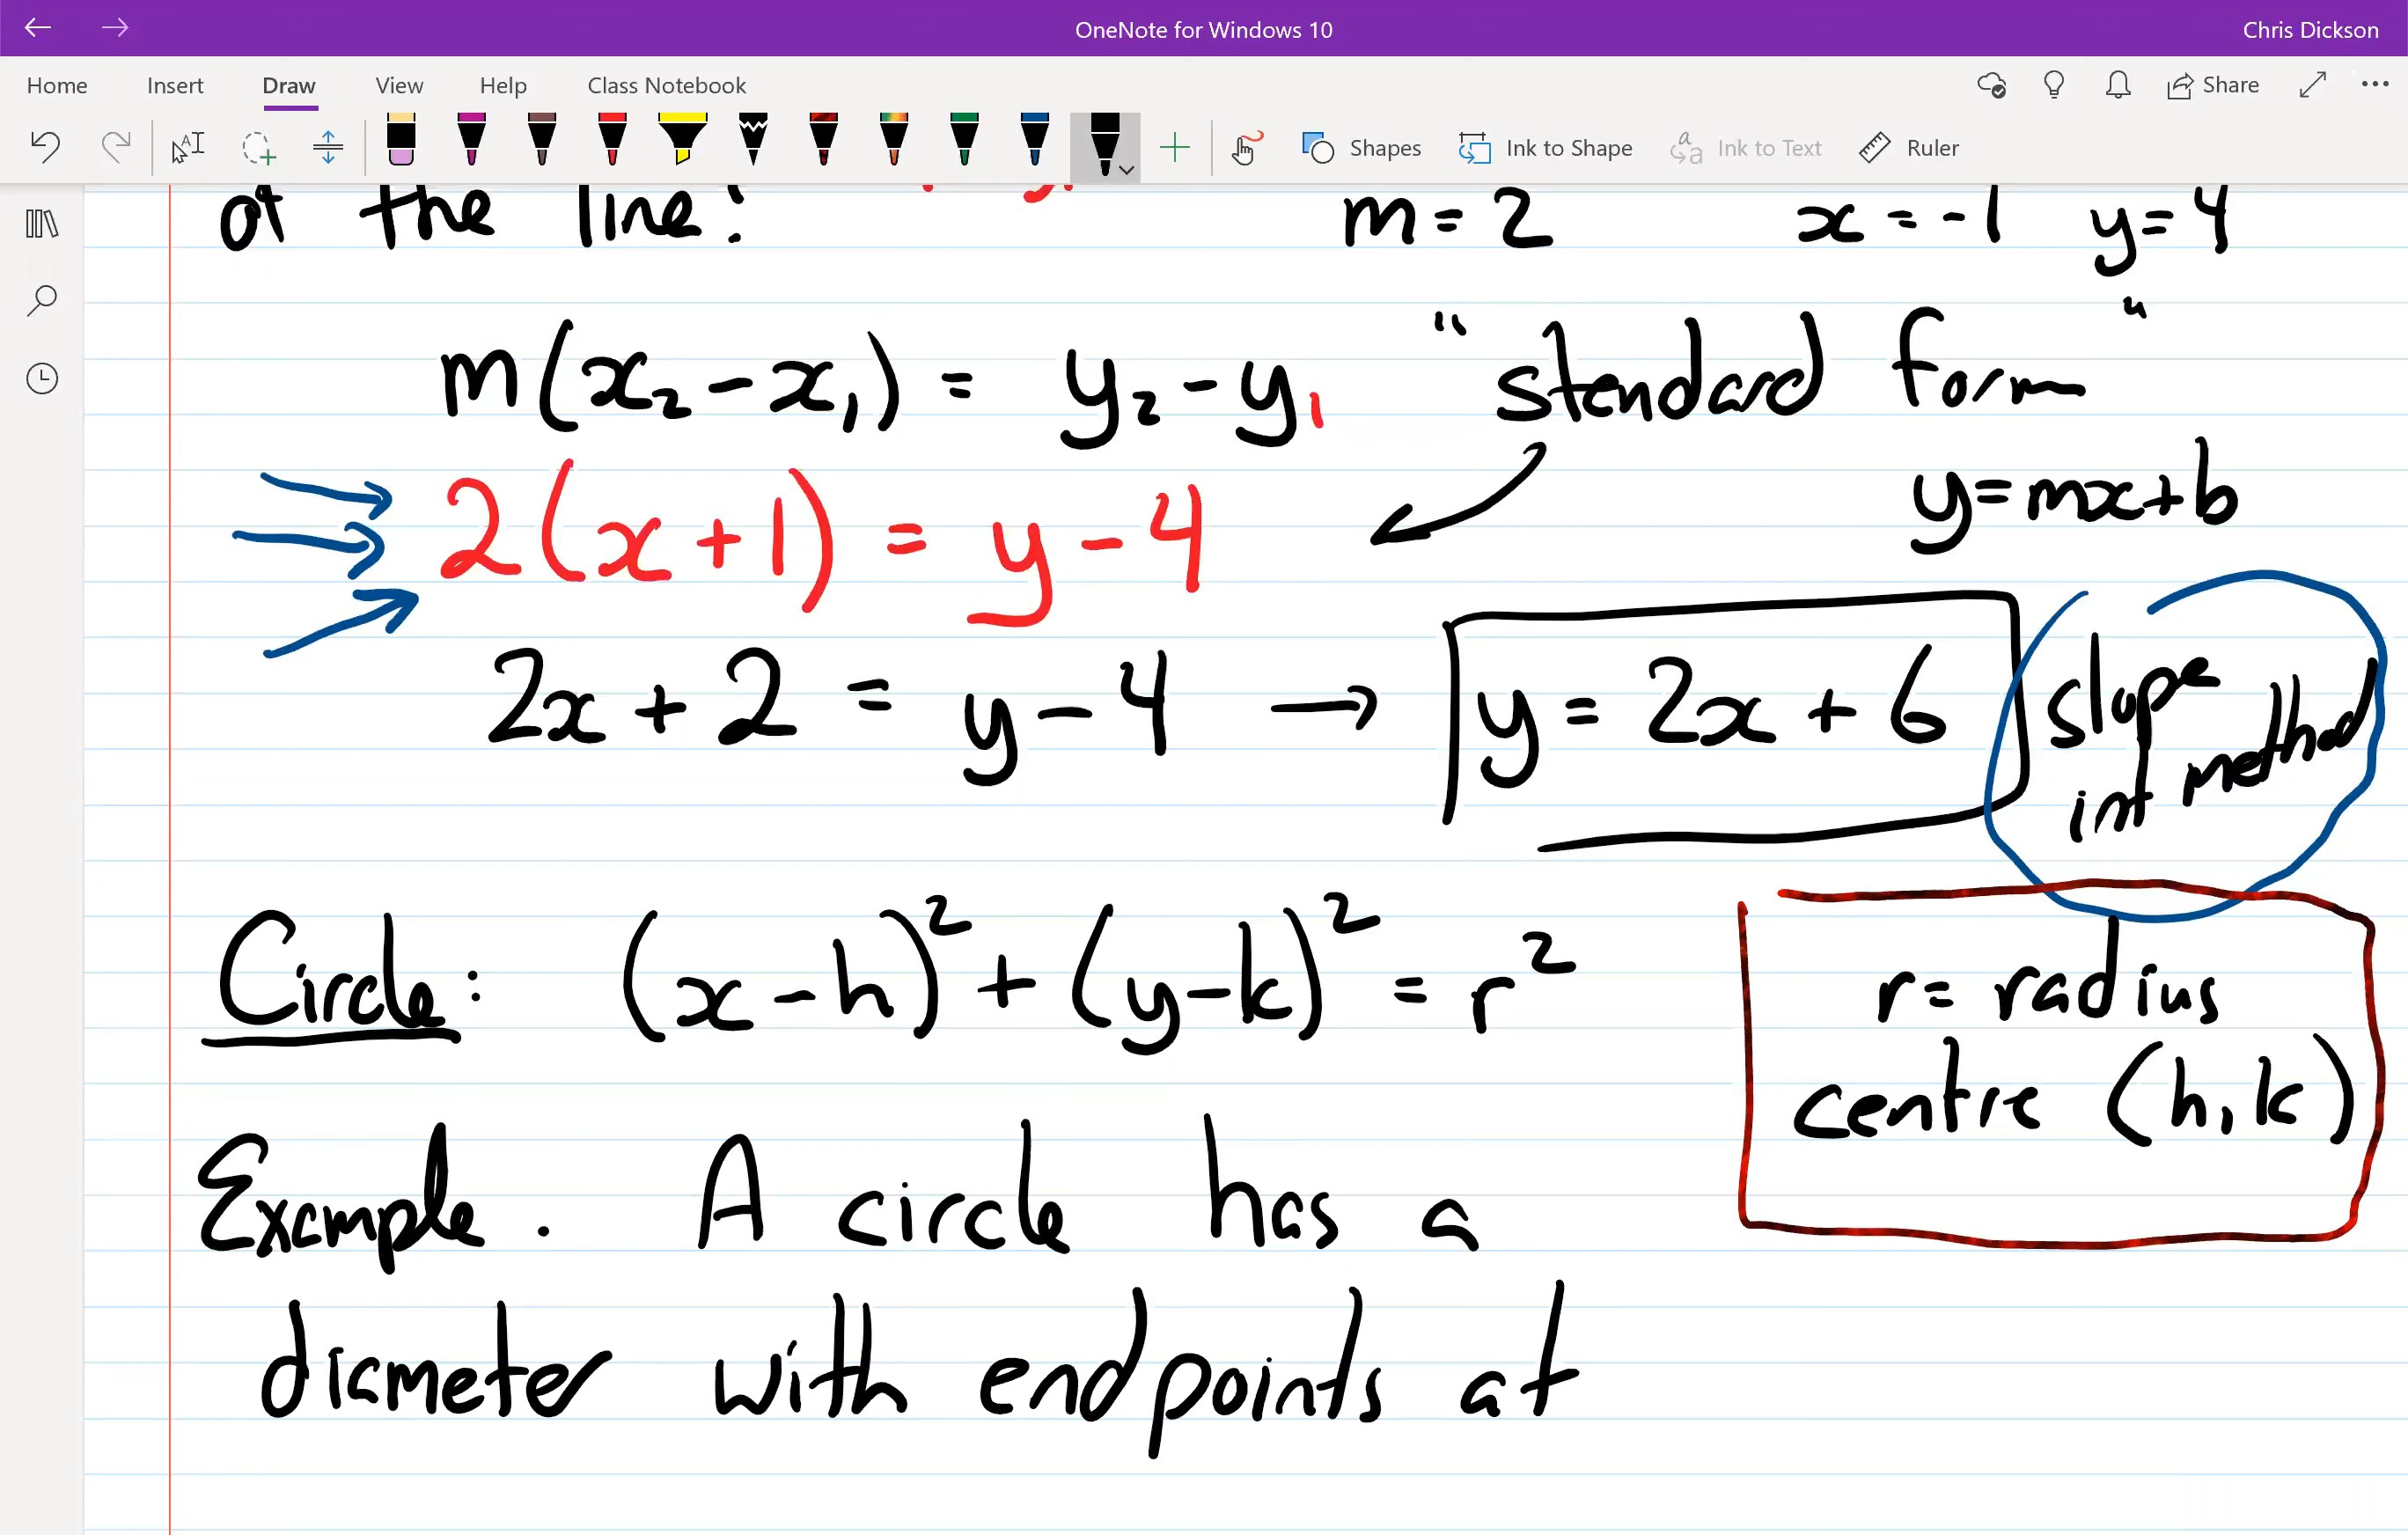 OneNote for Windows 10
Chris Dickson
Home Insert Draw View Help Class Notebook Share
Shapes Ink to Shape Ink to Text Ruler
of the line? m = 2 x = -1 y = 4
m(x₂ - x₁) = y₂ - y₁ "standard form"
y = mx + b
2(x + 1) = y - 4
2x + 2 = y - 4 → y = 2x + 6 slope int method
Circle: (x - h)² + (y - k)² = r²
r = radius
centre (h, k)
Example. A circle has a
diameter with endpoints at